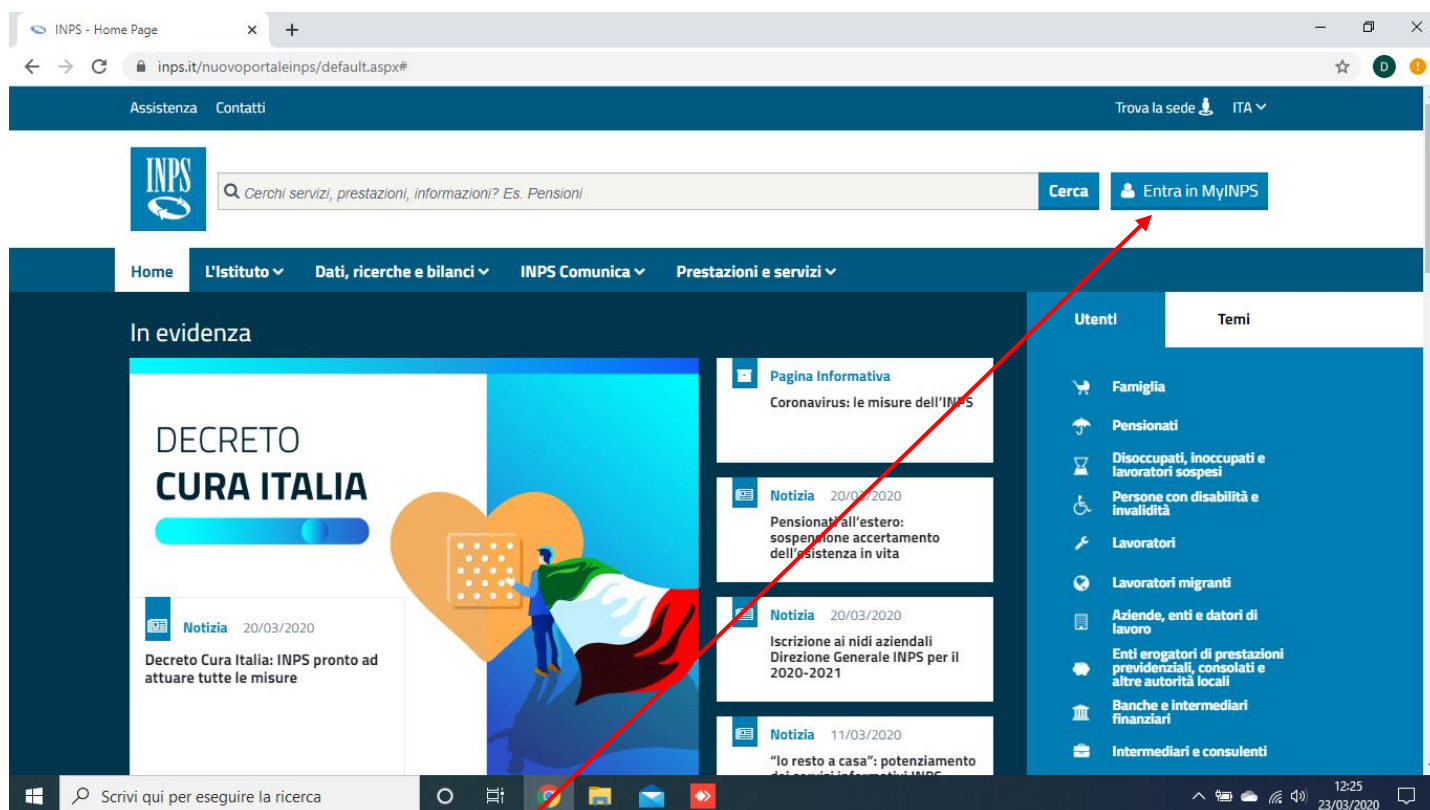 INPS - Home Page
inps.it/nuovoportaleinps/default.aspx#
D
Assistenza Contatti
Trova la sede ITA
INPS
Cerchi servizi, prestazioni, informazioni? Es. Pensioni
Cerca
Entra in MyINPS
Home L'Istituto Dati, ricerche e bilanci INPS Comunica Prestazioni e servizi
In evidenza
DECRETO
CURA ITALIA
Notizia 20/03/2020
Decreto Cura Italia: INPS pronto ad
attuare tutte le misure
Pagina Informativa
Coronavirus: le misure dell'INPS
Notizia 20/03/2020
Pensionati all'estero:
sospensione accertamento
dell'esistenza in vita
Notizia 20/03/2020
Iscrizione ai nidi aziendali
Direzione Generale INPS per il
2020-2021
Notizia 11/03/2020
"Io resto a casa": potenziamento
dei servizi informativi INPS
Utenti Temi
Famiglia
Pensionati
Disoccupati, inoccupati e
lavoratori sospesi
Persone con disabilità e
invalidità
Lavoratori
Lavoratori migranti
Aziende, enti e datori di
lavoro
Enti erogatori di prestazioni
previdenziali, consolati e
altre autorità locali
Banche e intermediari
finanziari
Intermediari e consulenti
Scrivi qui per eseguire la ricerca
12:25
23/03/2020